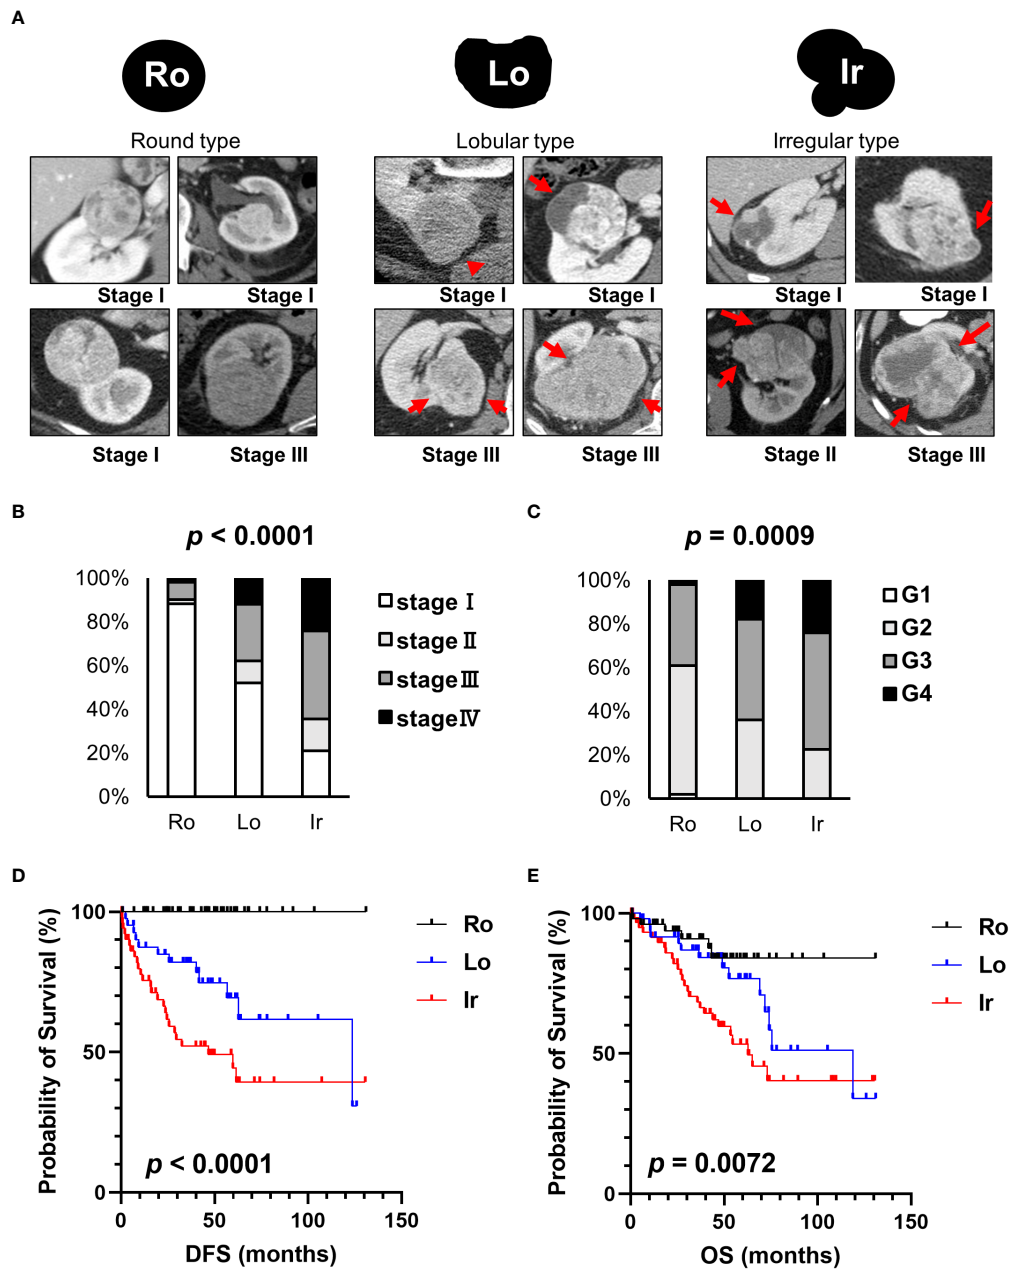 A
Ro
Lo
Ir
Round type
Lobular type
Irregular type
Stage I
Stage I
Stage I
Stage I
Stage I
Stage I
Stage I
Stage III
Stage III
Stage III
Stage II
Stage III
B
p < 0.0001
100%
80%
60%
40%
20%
0%
Ro
Lo
Ir
stage Ⅰ
stage Ⅱ
stage Ⅲ
stage Ⅳ
C
p = 0.0009
100%
80%
60%
40%
20%
0%
Ro
Lo
Ir
G1
G2
G3
G4
D
Probability of Survival (%)
100
50
0
0
50
100
150
DFS (months)
p < 0.0001
Ro
Lo
Ir
E
Probability of Survival (%)
100
50
0
0
50
100
150
OS (months)
p = 0.0072
Ro
Lo
Ir